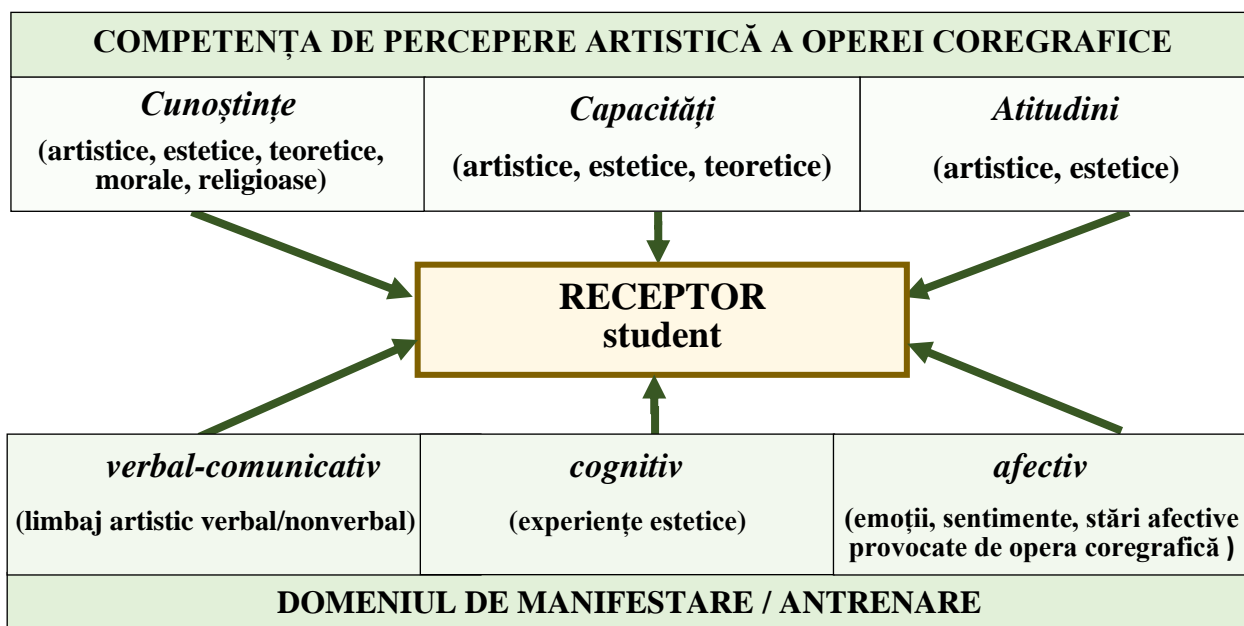 COMPETENȚA DE PERCEPERE ARTISTICĂ A OPEREI COREGRAFICE
Cunoștințe
(artistice, estetice, teoretice,
morale, religioase)
Capacități
(artistice, estetice, teoretice)
Atitudini
(artistice, estetice)
RECEPTOR
student
verbal-comunicativ
(limbaj artistic verbal/nonverbal)
cognitiv
(experiențe estetice)
afectiv
(emoții, sentimente, stări afective
provocate de opera coregrafică )
DOMENIUL DE MANIFESTARE / ANTRENARE